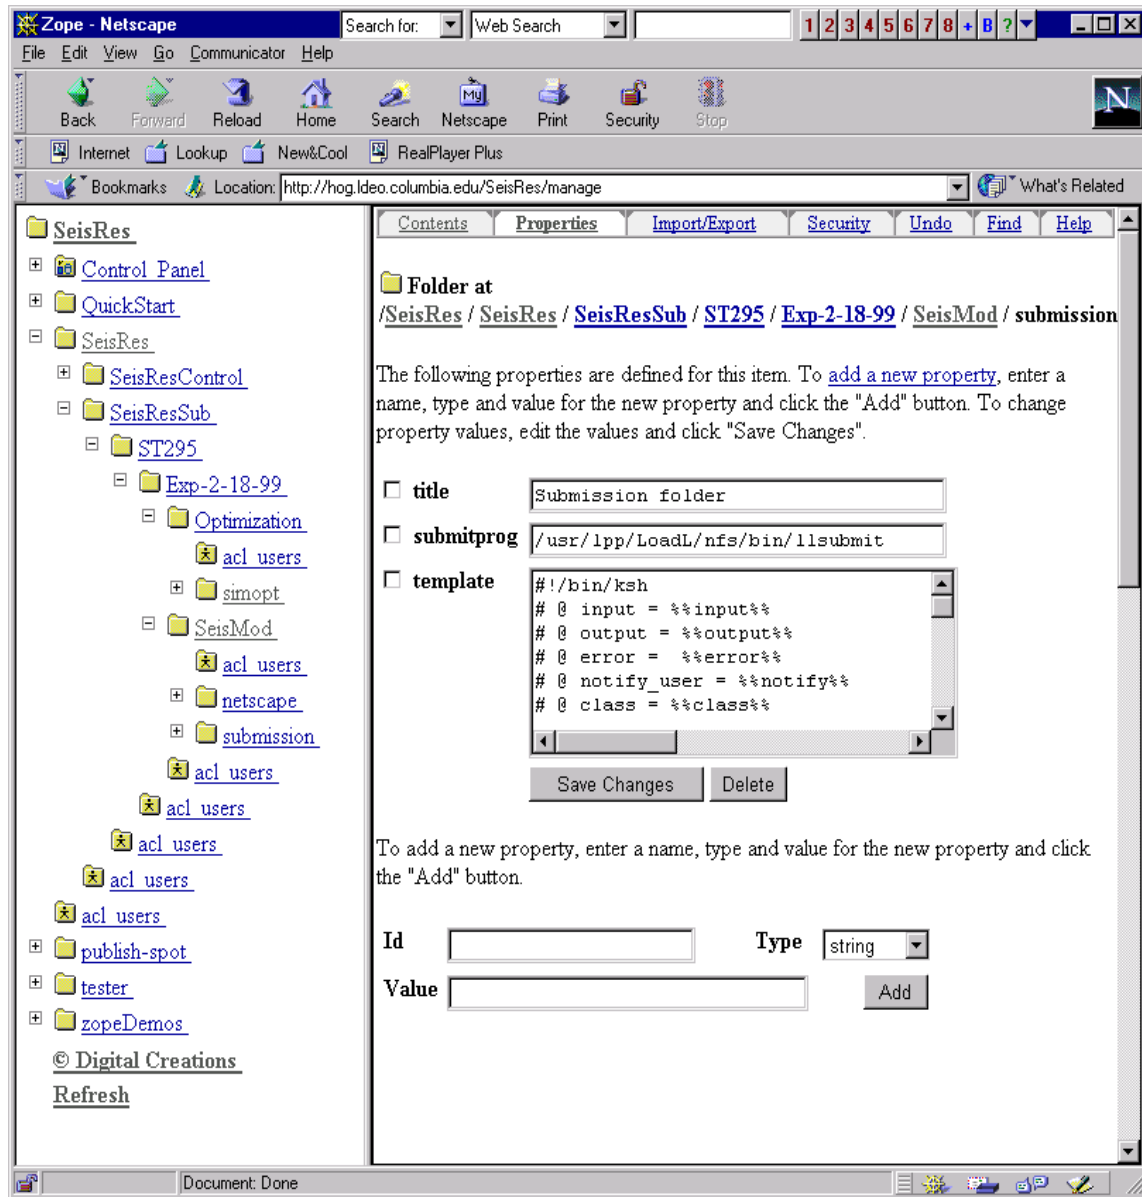 Zope - Netscape
Search for:
Web Search
1 2 3 4 5 6 7 8 + B ?
File Edit View Go Communicator Help
Back Forward Reload Home Search Netscape Print Security Stop
My
N
Internet Lookup New&Cool RealPlayer Plus
Bookmarks Location: http://hog.ldeo.columbia.edu/SeisRes/manage What's Related
SeisRes
Control Panel
QuickStart
SeisRes
SeisResControl
SeisResSub
ST295
Exp-2-18-99
Optimization
acl users
simopt
SeisMod
acl users
netscape
submission
acl users
acl users
acl users
acl users
acl users
publish-spot
tester
zopeDemos
© Digital Creations
Refresh
Contents Properties Import/Export Security Undo Find Help
Folder at
/SeisRes / SeisRes / SeisResSub / ST295 / Exp-2-18-99 / SeisMod / submission
The following properties are defined for this item. To add a new property, enter a
name, type and value for the new property and click the "Add" button. To change
property values, edit the values and click "Save Changes".
title Submission folder
submitprog /usr/lpp/LoadL/nfs/bin/llsubmit
template
#!/bin/ksh
# @ input = %%input%%
# @ output = %%output%%
# @ error =  %%error%%
# @ notify_user = %%notify%%
# @ class = %%class%%
Save Changes Delete
To add a new property, enter a name, type and value for the new property and click
the "Add" button.
Id Type string
Value Add
Document: Done